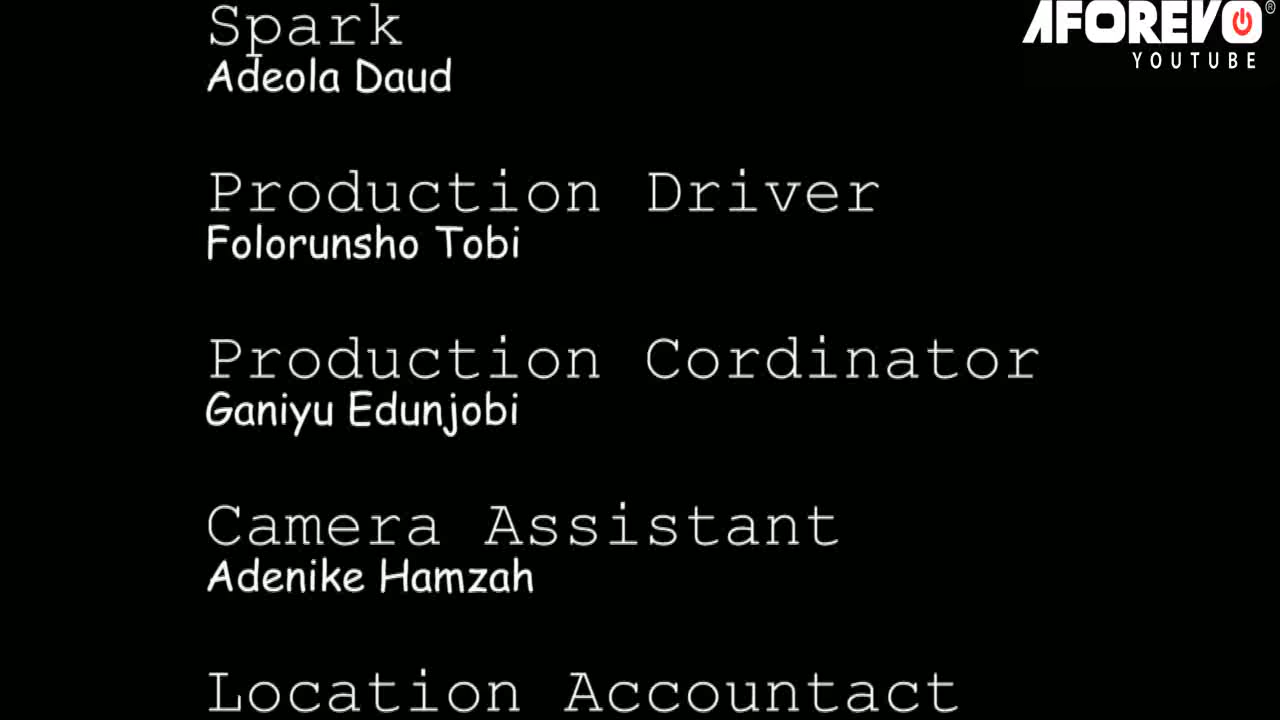 Spark
Adeola Daud
AFOREVO®
YOUTUBE
Production Driver
Folorunsho Tobi
Production Cordinator
Ganiyu Edunjobi
Camera Assistant
Adenike Hamzah
Location Accountact